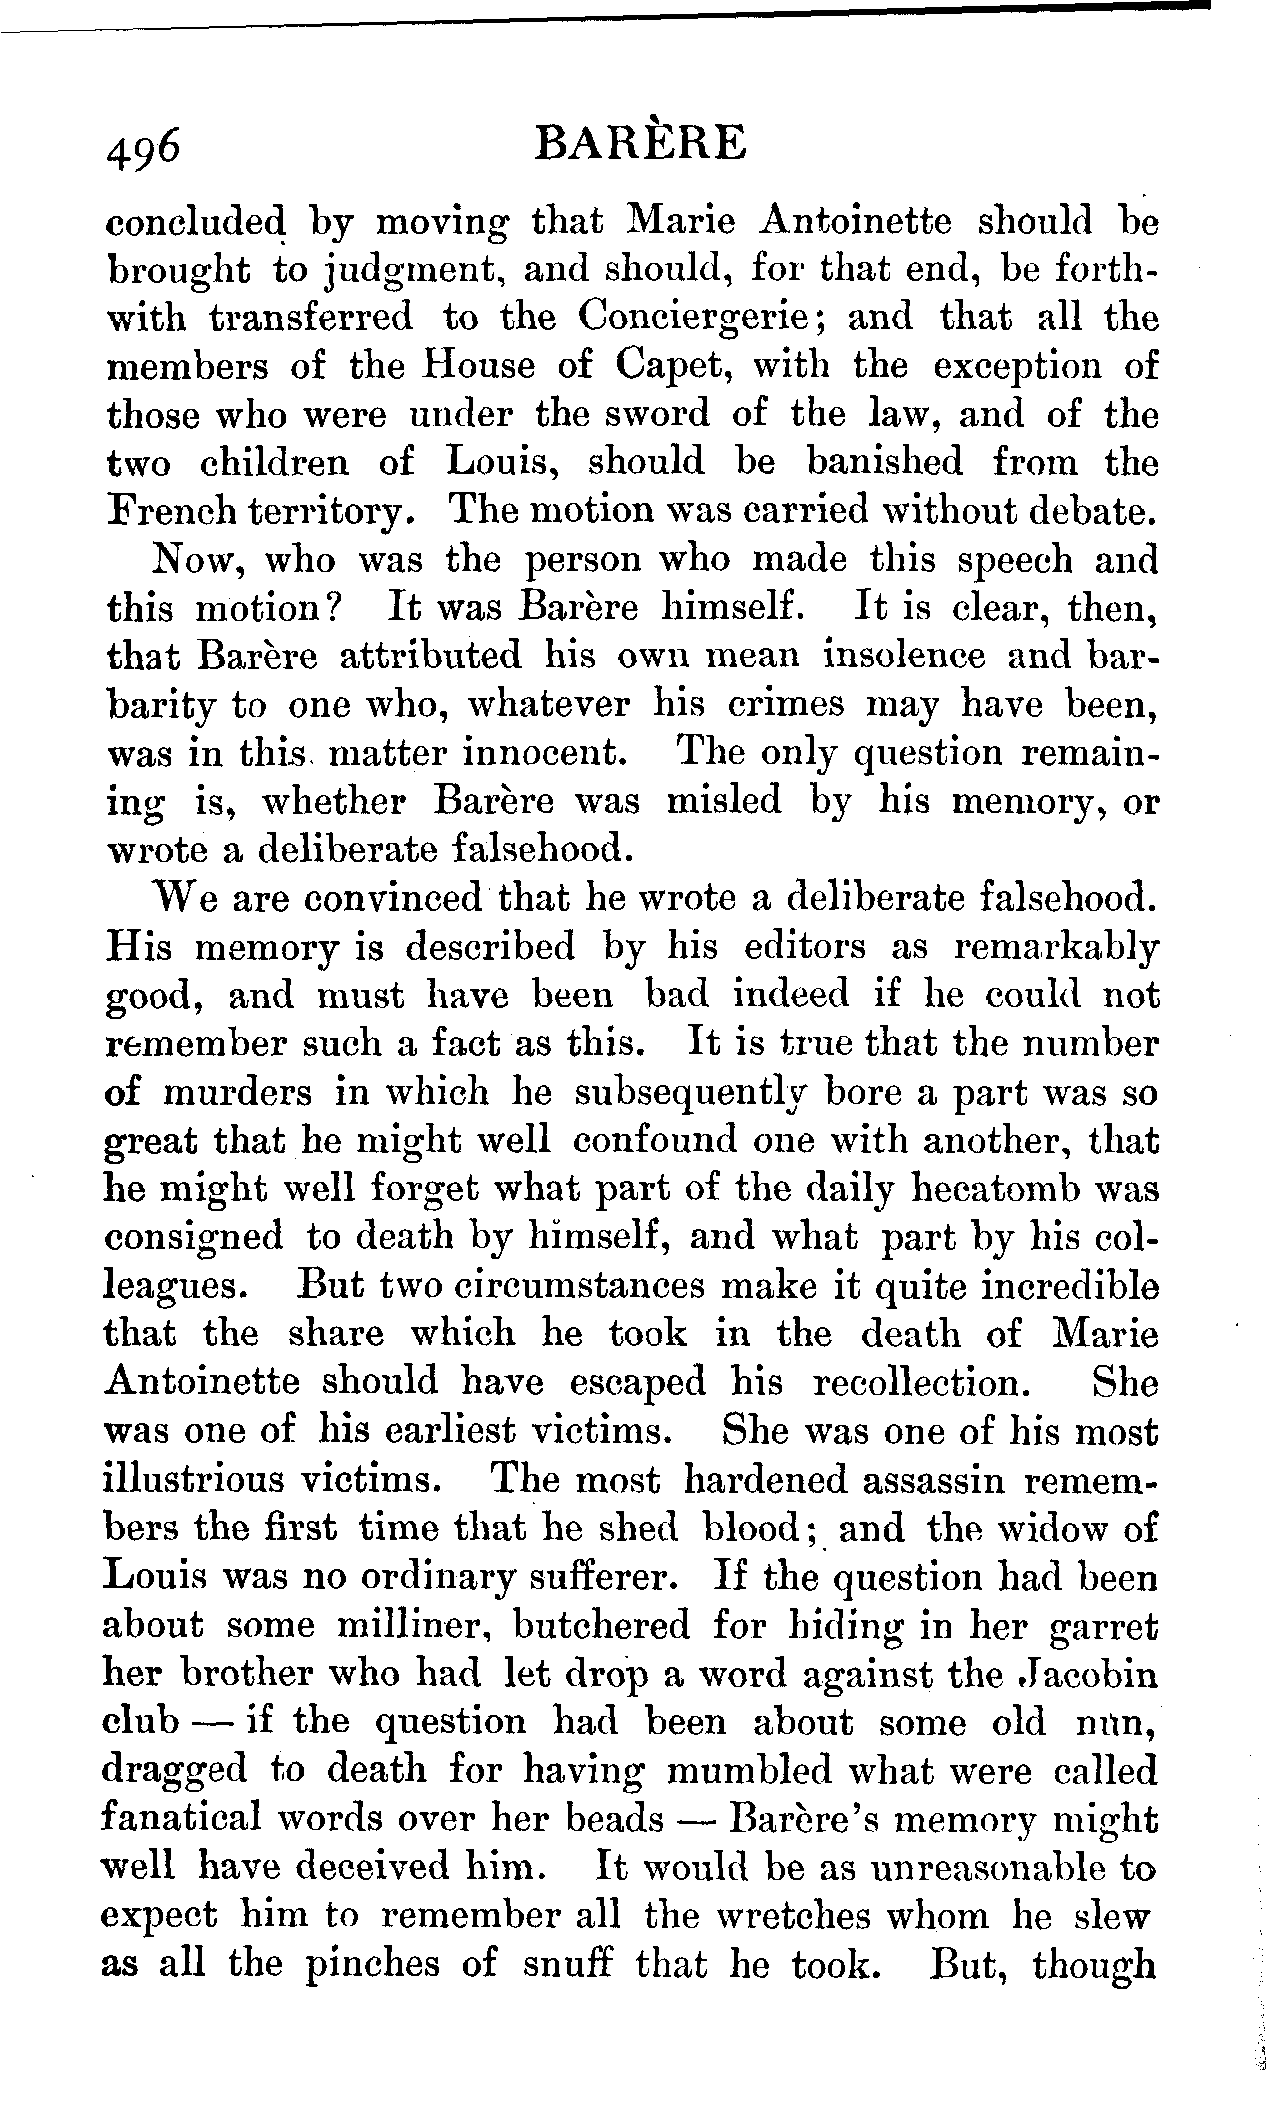 496 BARÈRE
concluded by moving that Marie Antoinette should be
brought to judgment, and should, for that end, be forth-
with transferred to the Conciergerie; and that all the
members of the House of Capet, with the exception of
those who were under the sword of the law, and of the
two children of Louis, should be banished from the
French territory. The motion was carried without debate.
Now, who was the person who made this speech and
this motion? It was Barère himself. It is clear, then,
that Barère attributed his own mean insolence and bar-
barity to one who, whatever his crimes may have been,
was in this matter innocent. The only question remain-
ing is, whether Barère was misled by his memory, or
wrote a deliberate falsehood.
We are convinced that he wrote a deliberate falsehood.
His memory is described by his editors as remarkably
good, and must have been bad indeed if he could not
remember such a fact as this. It is true that the number
of murders in which he subsequently bore a part was so
great that he might well confound one with another, that
he might well forget what part of the daily hecatomb was
consigned to death by himself, and what part by his col-
leagues. But two circumstances make it quite incredible
that the share which he took in the death of Marie
Antoinette should have escaped his recollection. She
was one of his earliest victims. She was one of his most
illustrious victims. The most hardened assassin remem-
bers the first time that he shed blood; and the widow of
Louis was no ordinary sufferer. If the question had been
about some milliner, butchered for hiding in her garret
her brother who had let drop a word against the Jacobin
club — if the question had been about some old nun,
dragged to death for having mumbled what were called
fanatical words over her beads — Barère's memory might
well have deceived him. It would be as unreasonable to
expect him to remember all the wretches whom he slew
as all the pinches of snuff that he took. But, though